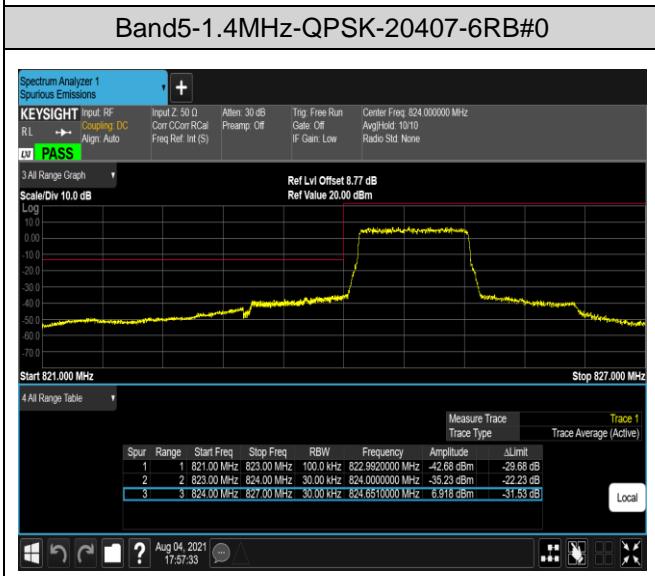 Band5-1.4MHz-QPSK-20407-6RB#0
Spectrum Analyzer 1
Spurious Emissions
KEYSIGHT Input: RF Input Z: 50 Ω Atten: 30 dB Trig: Free Run Center Freq: 824.000000 MHz
RL Coupling: DC Corr CCorr RCal Preamp: Off Gate: Off Avg|Hold: 10/10
Align: Auto Freq Ref: Int (S) IF Gain: Low Radio Std: None
LXI PASS
3 All Range Graph
Ref Lvl Offset 8.77 dB
Scale/Div 10.0 dB Ref Value 20.00 dBm
Log
10.0
0.00
-10.0
-20.0
-30.0
-40.0
-50.0
-60.0
-70.0
Start 821.000 MHz Stop 827.000 MHz
4 All Range Table
Measure Trace Trace 1
Trace Type Trace Average (Active)
Spur Range Start Freq Stop Freq RBW Frequency Amplitude ΔLimit
1 1 821.00 MHz 823.00 MHz 100.0 kHz 822.9920000 MHz -42.68 dBm -29.68 dB
2 2 823.00 MHz 824.00 MHz 30.00 kHz 824.0000000 MHz -35.23 dBm -22.23 dB
3 3 824.00 MHz 827.00 MHz 30.00 kHz 824.6510000 MHz 6.918 dBm -31.53 dB
Local
Aug 04, 2021
17:57:33